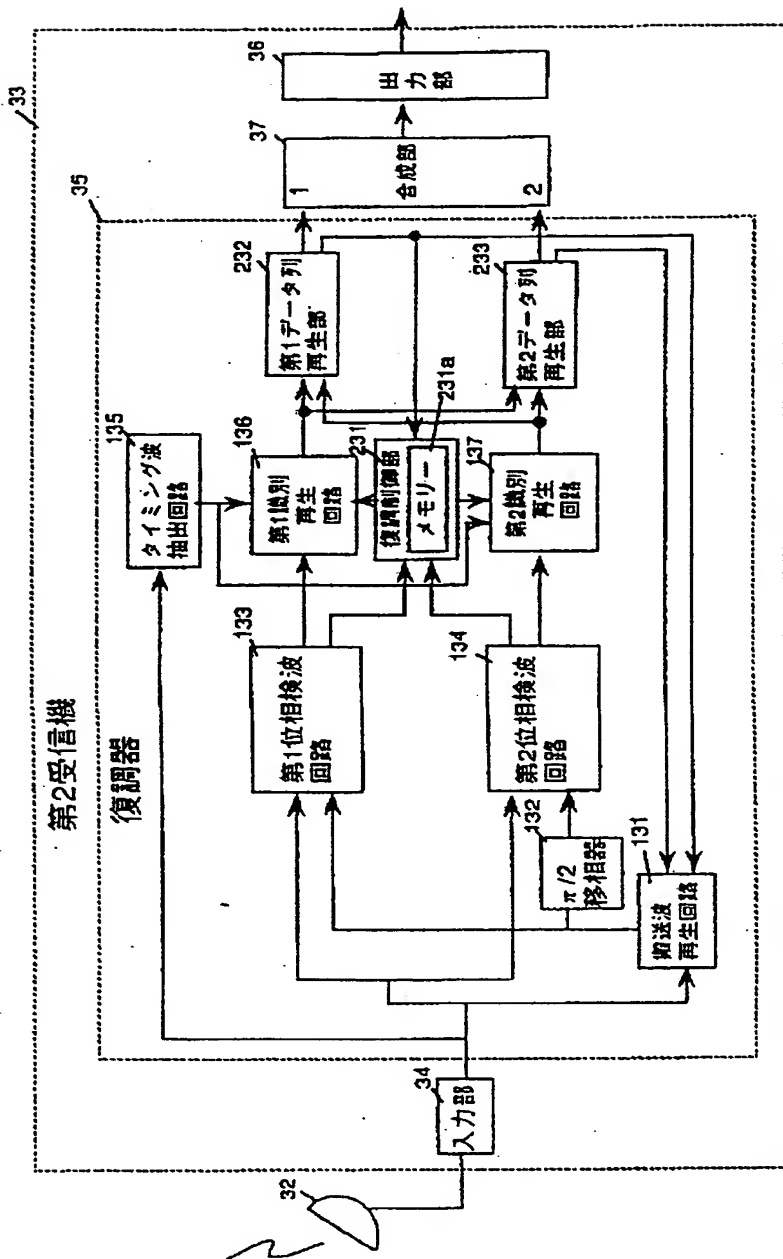 第2受信機
33
復調器
35
32
入力部
34
タイミング波
抽出回路
135
第1位相検波
回路
133
第2位相検波
回路
134
π/2
移相器
132
搬送波
再生回路
131
第1識別
再生
回路
136
復調制御部
231
メモリー
231a
第2識別
再生
回路
137
第1データ列
再生部
232
第2データ列
再生部
233
1
合成部
2
37
出力部
36